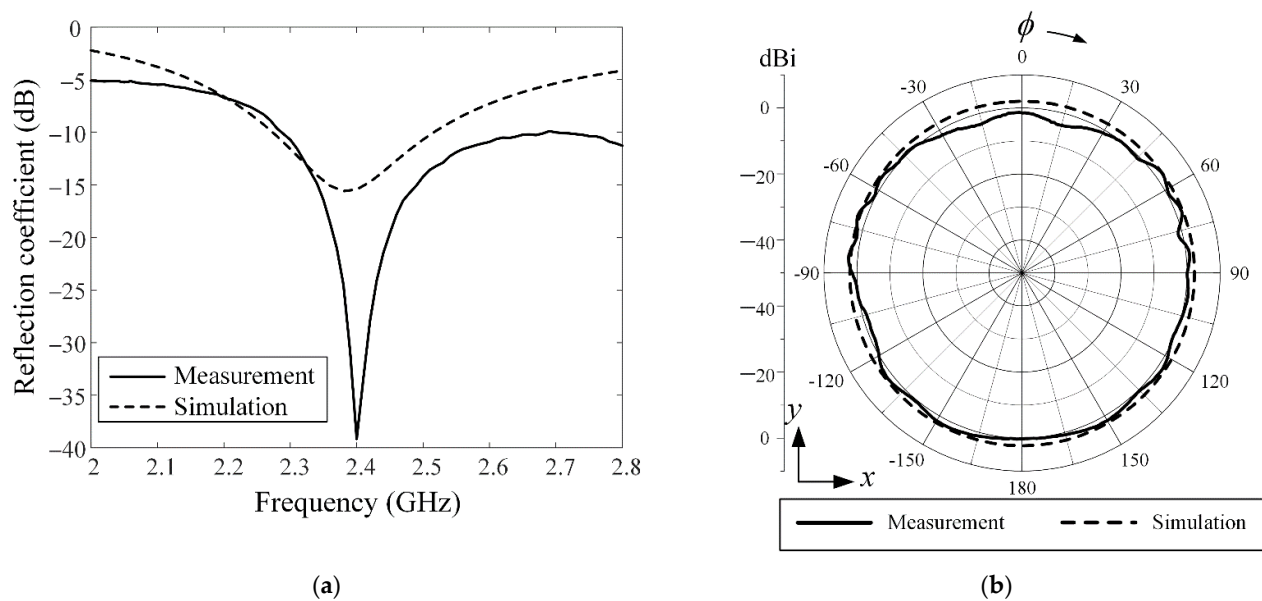 0
−5
−10
−15
−20
−25
−30
−35
−40
Reflection coefficient (dB)
2 2.1 2.2 2.3 2.4 2.5 2.6 2.7 2.8
Frequency (GHz)
Measurement
Simulation
(a)
ϕ
dBi
0
-30 30
-60 60
-90 90
-120 120
-150 150
180
0
−20
−40
−40
−20
0
y
x
Measurement Simulation
(b)